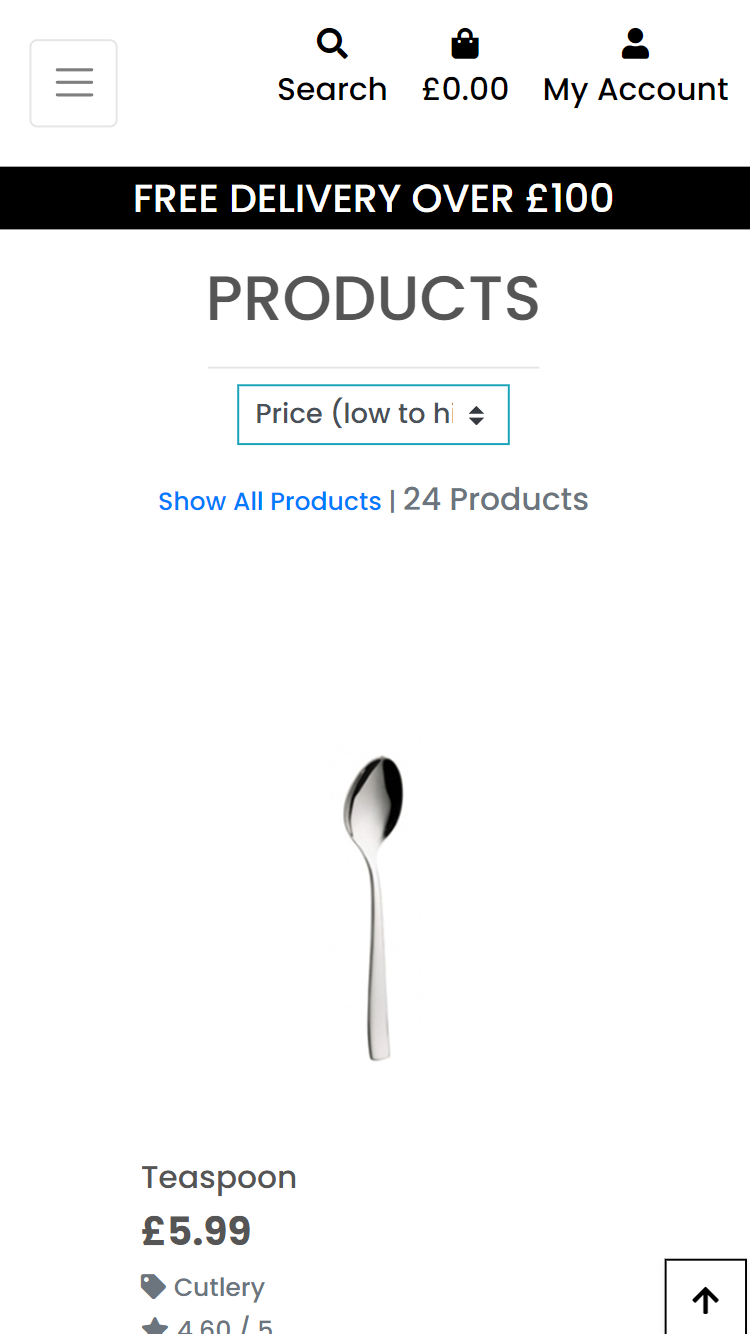 Search £0.00 My Account
FREE DELIVERY OVER £100
PRODUCTS
Price (low to hi
Show All Products | 24 Products
Teaspoon
£5.99
Cutlery
4.60 / 5